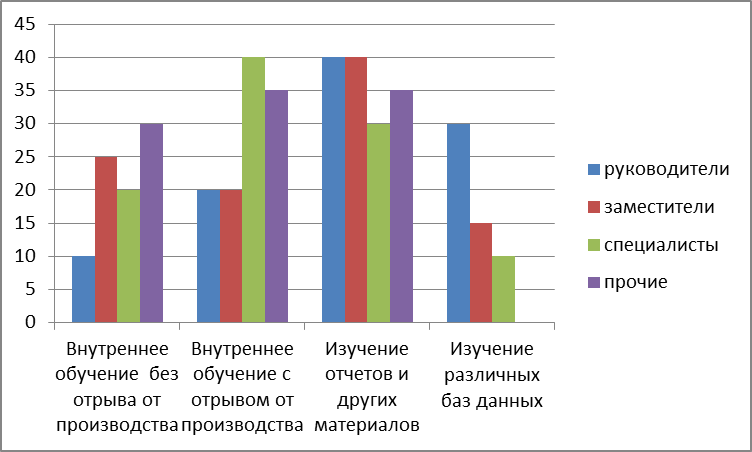 45
40
35
30
25
20
15
10
5
0
Внутреннее
обучение без
отрыва от
производства
Внутреннее
обучение с
отрывом от
производства
Изучение
отчетов и
других
материалов
Изучение
различных
баз данных
руководители
заместители
специалисты
прочие